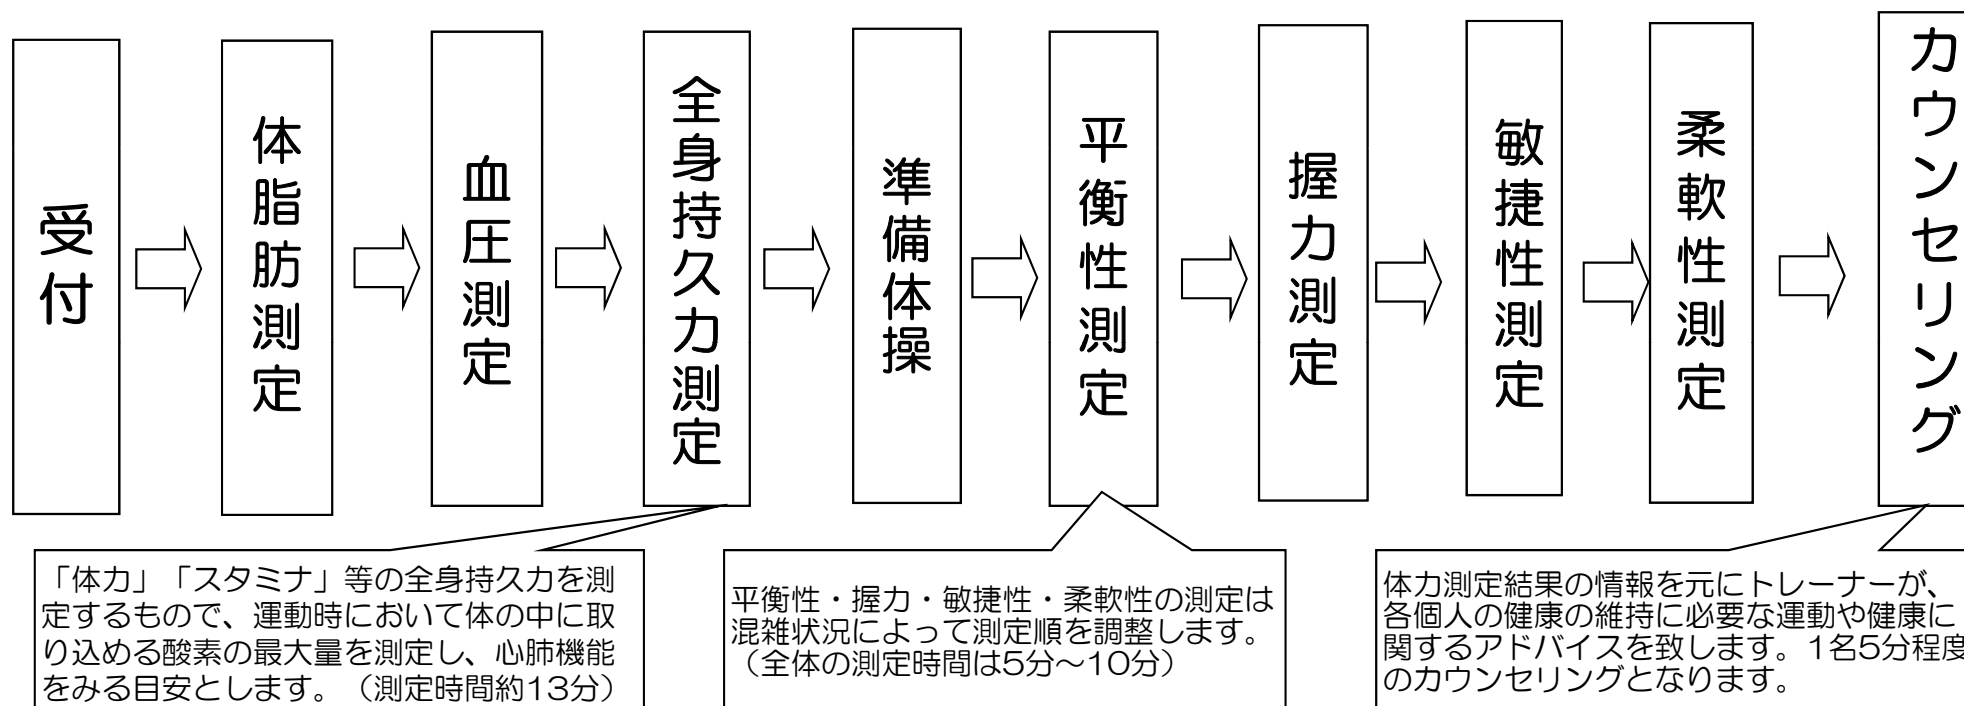 受付
体脂肪測定
血圧測定
全身持久力測定
準備体操
平衡性測定
握力測定
敏捷性測定
柔軟性測定
カウンセリング
「体力」「スタミナ」等の全身持久力を測
定するもので、運動時において体の中に取
り込める酸素の最大量を測定し、心肺機能
をみる目安とします。（測定時間約13分）
平衡性・握力・敏捷性・柔軟性の測定は
混雑状況によって測定順を調整します。
（全体の測定時間は5分～10分）
体力測定結果の情報を元にトレーナーが、
各個人の健康の維持に必要な運動や健康に
関するアドバイスを致します。1名5分程度
のカウンセリングとなります。